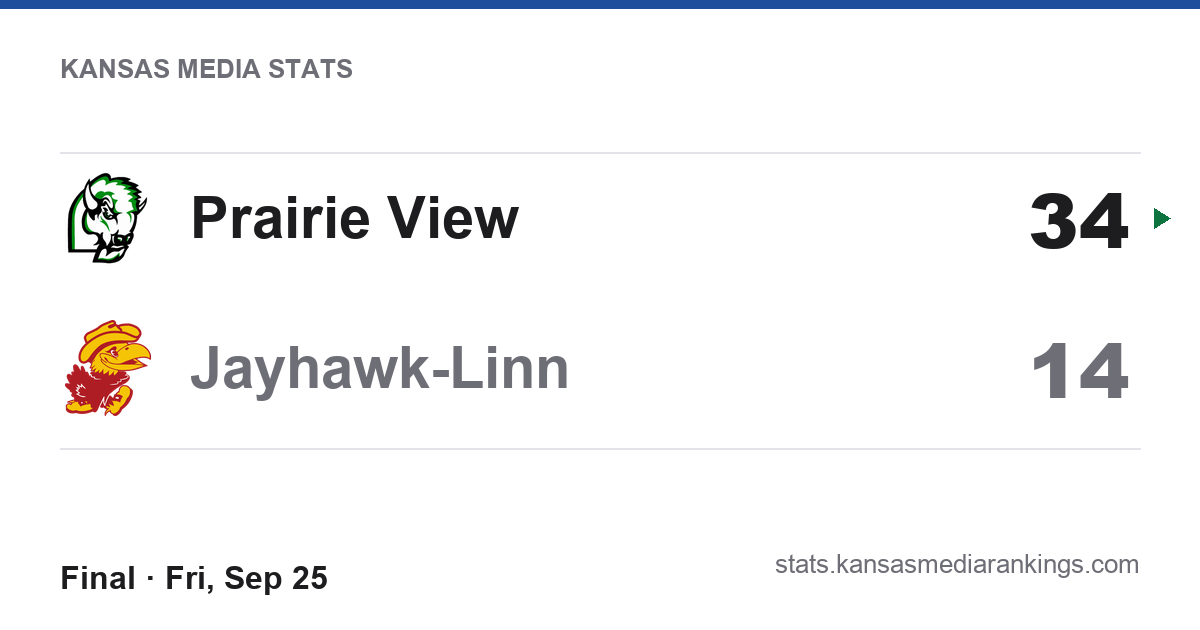 KANSAS MEDIA STATS
Prairie View 34
Jayhawk-Linn 14
Final · Fri, Sep 25
stats.kansasmediarankings.com